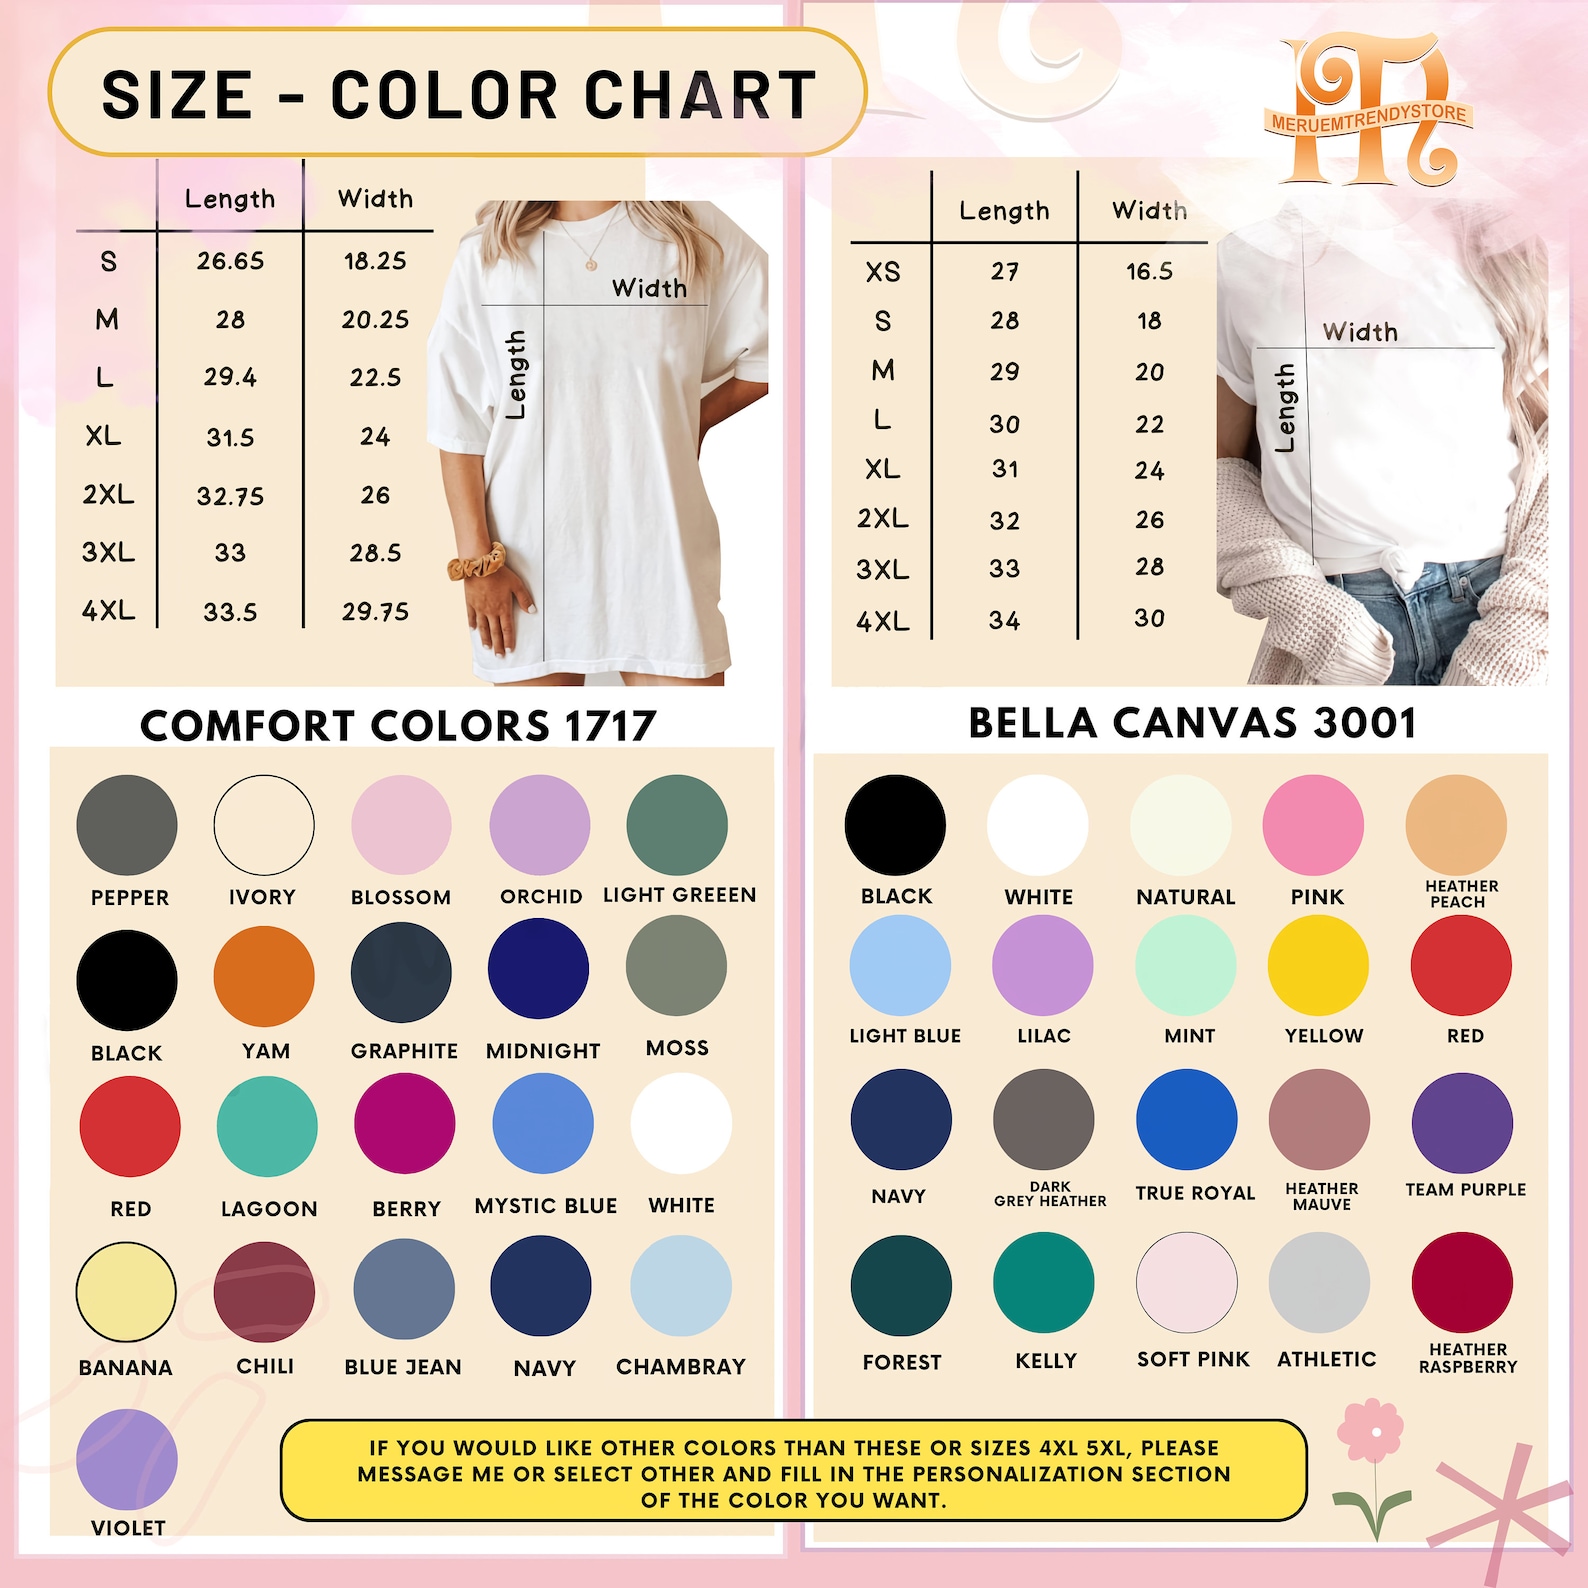 SIZE - COLOR CHART
MERUEMTRENDYSTORE
Length Width
S 26.65 18.25
M 28 20.25
L 29.4 22.5
XL 31.5 24
2XL 32.75 26
3XL 33 28.5
4XL 33.5 29.75
Width
Length
Length Width
XS 27 16.5
S 28 18
M 29 20
L 30 22
XL 31 24
2XL 32 26
3XL 33 28
4XL 34 30
Width
Length
COMFORT COLORS 1717
PEPPER IVORY BLOSSOM ORCHID LIGHT GREEEN
BLACK YAM GRAPHITE MIDNIGHT MOSS
RED LAGOON BERRY MYSTIC BLUE WHITE
BANANA CHILI BLUE JEAN NAVY CHAMBRAY
VIOLET
BELLA CANVAS 3001
BLACK WHITE NATURAL PINK HEATHER
PEACH
LIGHT BLUE LILAC MINT YELLOW RED
NAVY DARK
GREY HEATHER TRUE ROYAL HEATHER
MAUVE TEAM PURPLE
FOREST KELLY SOFT PINK ATHLETIC HEATHER
RASPBERRY
IF YOU WOULD LIKE OTHER COLORS THAN THESE OR SIZES 4XL 5XL, PLEASE
MESSAGE ME OR SELECT OTHER AND FILL IN THE PERSONALIZATION SECTION
OF THE COLOR YOU WANT.